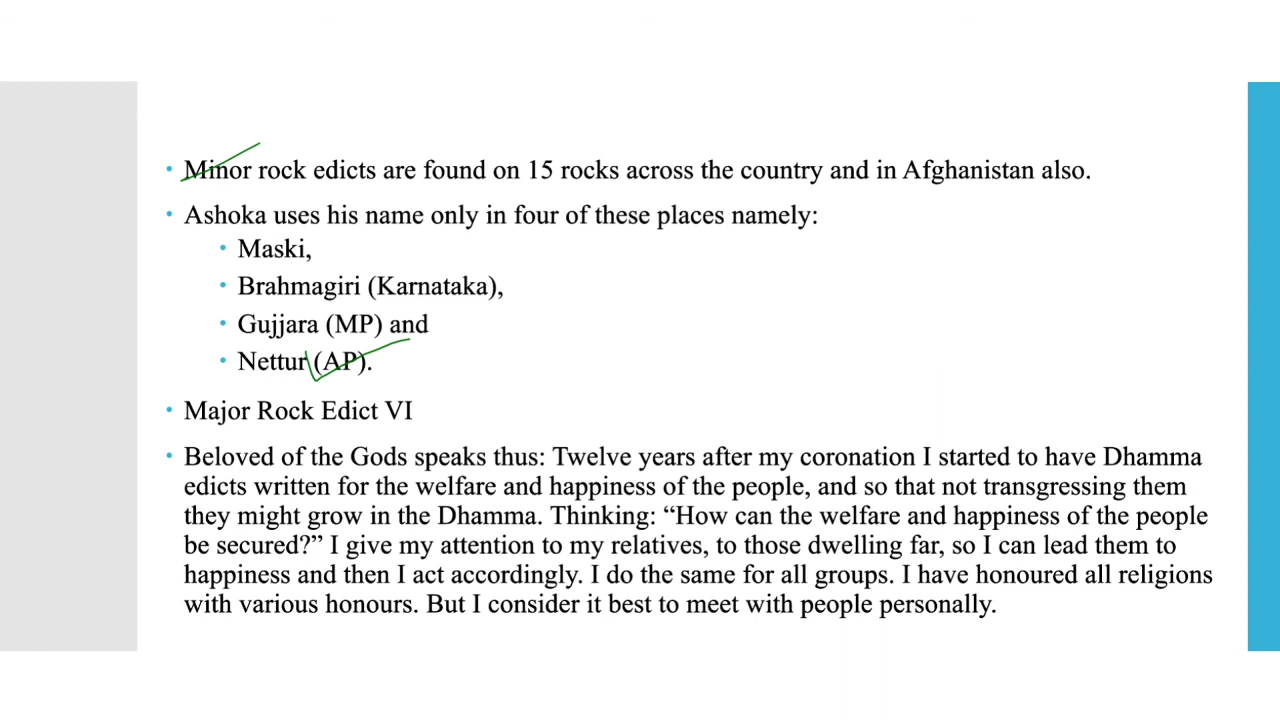 • Minor rock edicts are found on 15 rocks across the country and in Afghanistan also.
• Ashoka uses his name only in four of these places namely:
• Maski,
• Brahmagiri (Karnataka),
• Gujjara (MP) and
• Nettur (AP).
• Major Rock Edict VI
• Beloved of the Gods speaks thus: Twelve years after my coronation I started to have Dhamma
edicts written for the welfare and happiness of the people, and so that not transgressing them
they might grow in the Dhamma. Thinking: “How can the welfare and happiness of the people
be secured?” I give my attention to my relatives, to those dwelling far, so I can lead them to
happiness and then I act accordingly. I do the same for all groups. I have honoured all religions
with various honours. But I consider it best to meet with people personally.